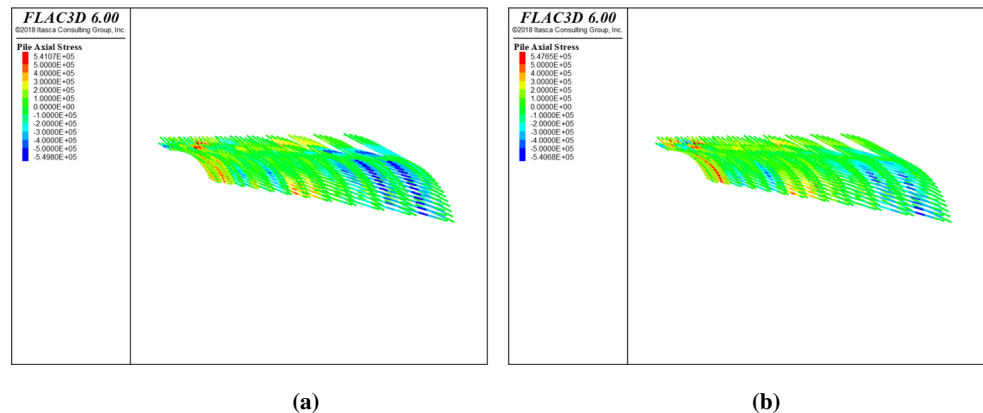 FLAC3D 6.00
©2018 Itasca Consulting Group, Inc.
Pile Axial Stress
5.4107E+05
5.0000E+05
4.0000E+05
3.0000E+05
2.0000E+05
1.0000E+05
0.0000E+00
-1.0000E+05
-2.0000E+05
-3.0000E+05
-4.0000E+05
-5.0000E+05
-5.4980E+05
(a)
FLAC3D 6.00
©2018 Itasca Consulting Group, Inc.
Pile Axial Stress
5.4765E+05
5.0000E+05
4.0000E+05
3.0000E+05
2.0000E+05
1.0000E+05
0.0000E+00
-1.0000E+05
-2.0000E+05
-3.0000E+05
-4.0000E+05
-5.0000E+05
-5.4068E+05
(b)